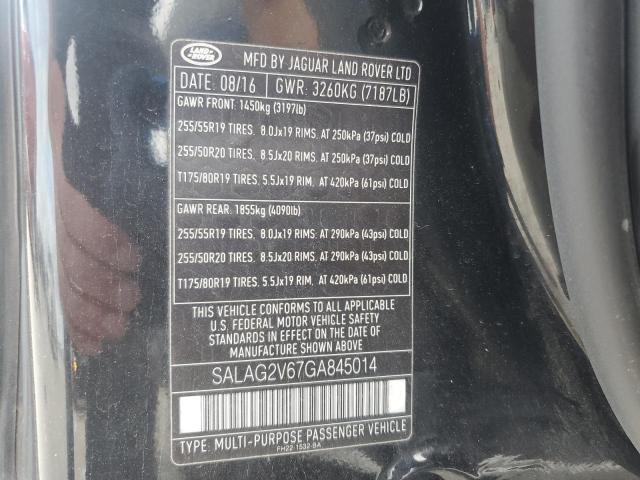 LAND ROVER
MFD BY JAGUAR LAND ROVER LTD
DATE: 08/16 GWR: 3260KG (7187LB)
GAWR FRONT: 1450kg (3197lb)
255/55R19 TIRES. 8.0Jx19 RIMS. AT 250kPa (37psi) COLD
255/50R20 TIRES. 8.5Jx20 RIMS. AT 250kPa (37psi) COLD
T175/80R19 TIRES. 5.5Jx19 RIM. AT 420kPa (61psi) COLD
GAWR REAR: 1855kg (4090lb)
255/55R19 TIRES. 8.0Jx19 RIMS. AT 290kPa (43psi) COLD
255/50R20 TIRES. 8.5Jx20 RIMS. AT 290kPa (43psi) COLD
T175/80R19 TIRES. 5.5Jx19 RIM. AT 420kPa (61psi) COLD
THIS VEHICLE CONFORMS TO ALL APPLICABLE
U.S. FEDERAL MOTOR VEHICLE SAFETY
STANDARDS IN EFFECT ON THE DATE OF
MANUFACTURE SHOWN ABOVE
SALAG2V67GA845014
TYPE: MULTI-PURPOSE PASSENGER VEHICLE
FH22 1532 BA